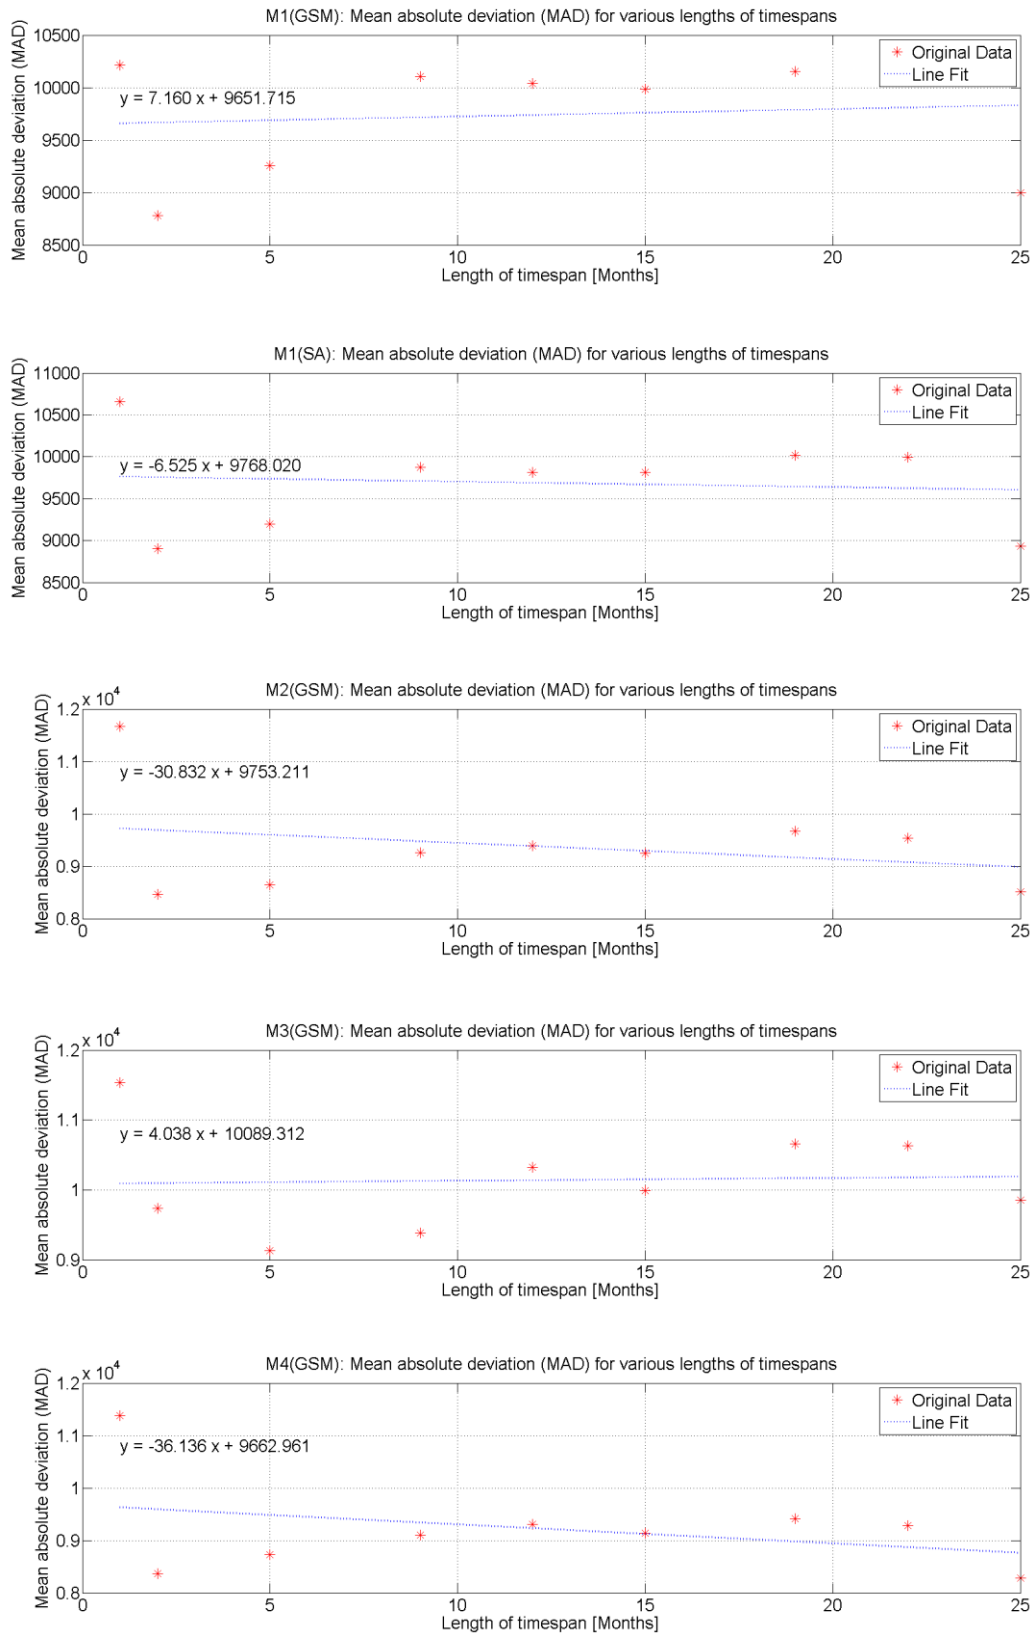 M1(GSM): Mean absolute deviation (MAD) for various lengths of timespans
Mean absolute deviation (MAD)
10500
10000
9500
9000
8500
Original Data
Line Fit
y = 7.160 x + 9651.715
0 5 10 15 20 25
Length of timespan [Months]
M1(SA): Mean absolute deviation (MAD) for various lengths of timespans
Mean absolute deviation (MAD)
11000
10500
10000
9500
9000
8500
Original Data
Line Fit
y = -6.525 x + 9768.020
0 5 10 15 20 25
Length of timespan [Months]
M2(GSM): Mean absolute deviation (MAD) for various lengths of timespans
x 10^4
Mean absolute deviation (MAD)
1.2
1.1
1
0.9
0.8
Original Data
Line Fit
y = -30.832 x + 9753.211
0 5 10 15 20 25
Length of timespan [Months]
M3(GSM): Mean absolute deviation (MAD) for various lengths of timespans
x 10^4
Mean absolute deviation (MAD)
1.2
1.1
1
0.9
Original Data
Line Fit
y = 4.038 x + 10089.312
0 5 10 15 20 25
Length of timespan [Months]
M4(GSM): Mean absolute deviation (MAD) for various lengths of timespans
x 10^4
Mean absolute deviation (MAD)
1.2
1.1
1
0.9
0.8
Original Data
Line Fit
y = -36.136 x + 9662.961
0 5 10 15 20 25
Length of timespan [Months]